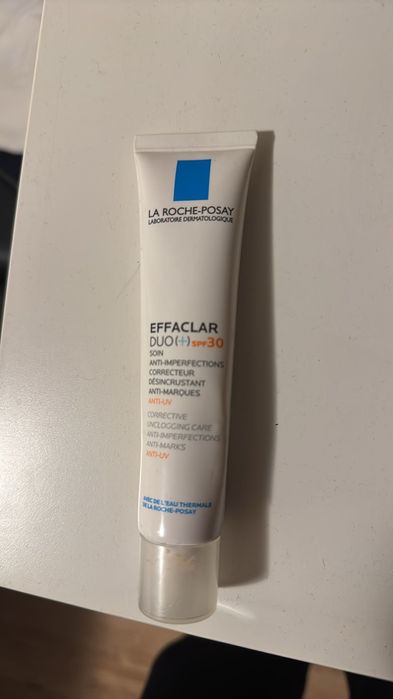 LA ROCHE-POSAY
LABORATOIRE DERMATOLOGIQUE
EFFACLAR
DUO(+) SPF30
SOIN
ANTI-IMPERFECTIONS
CORRECTEUR
DÉSINCRUSTANT
ANTI-MARQUES
ANTI-UV
CORRECTIVE
UNCLOGGING CARE
ANTI-IMPERFECTIONS
ANTI-MARKS
ANTI-UV
AVEC DE L'EAU THERMALE
DE LA ROCHE-POSAY